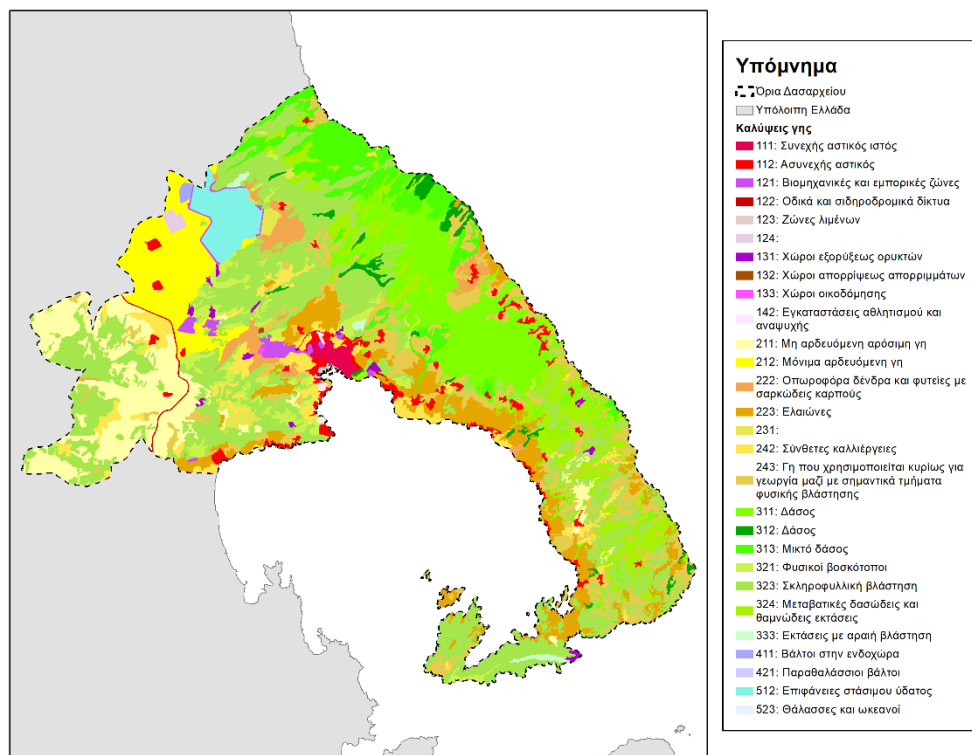 Υπόμνημα
Όρια Δασαρχείου
Υπόλοιπη Ελλάδα
Καλύψεις γης
111: Συνεχής αστικός ιστός
112: Ασυνεχής αστικός
121: Βιομηχανικές και εμπορικές ζώνες
122: Οδικά και σιδηροδρομικά δίκτυα
123: Ζώνες λιμένων
124:
131: Χώροι εξορύξεως ορυκτών
132: Χώροι απορρίψεως απορριμμάτων
133: Χώροι οικοδόμησης
142: Εγκαταστάσεις αθλητισμού και
αναψυχής
211: Μη αρδευόμενη αρόσιμη γη
212: Μόνιμα αρδευόμενη γη
222: Οπωροφόρα δένδρα και φυτείες με
σαρκώδεις καρπούς
223: Ελαιώνες
231:
242: Σύνθετες καλλιέργειες
243: Γη που χρησιμοποιείται κυρίως για
γεωργία μαζί με σημαντικά τμήματα
φυσικής βλάστησης
311: Δάσος
312: Δάσος
313: Μικτό δάσος
321: Φυσικοί βοσκότοποι
323: Σκληροφυλλική βλάστηση
324: Μεταβατικές δασώδεις και
θαμνώδεις εκτάσεις
333: Εκτάσεις με αραιή βλάστηση
411: Βάλτοι στην ενδοχώρα
421: Παραθαλάσσιοι βάλτοι
512: Επιφάνειες στάσιμου ύδατος
523: Θάλασσες και ωκεανοί